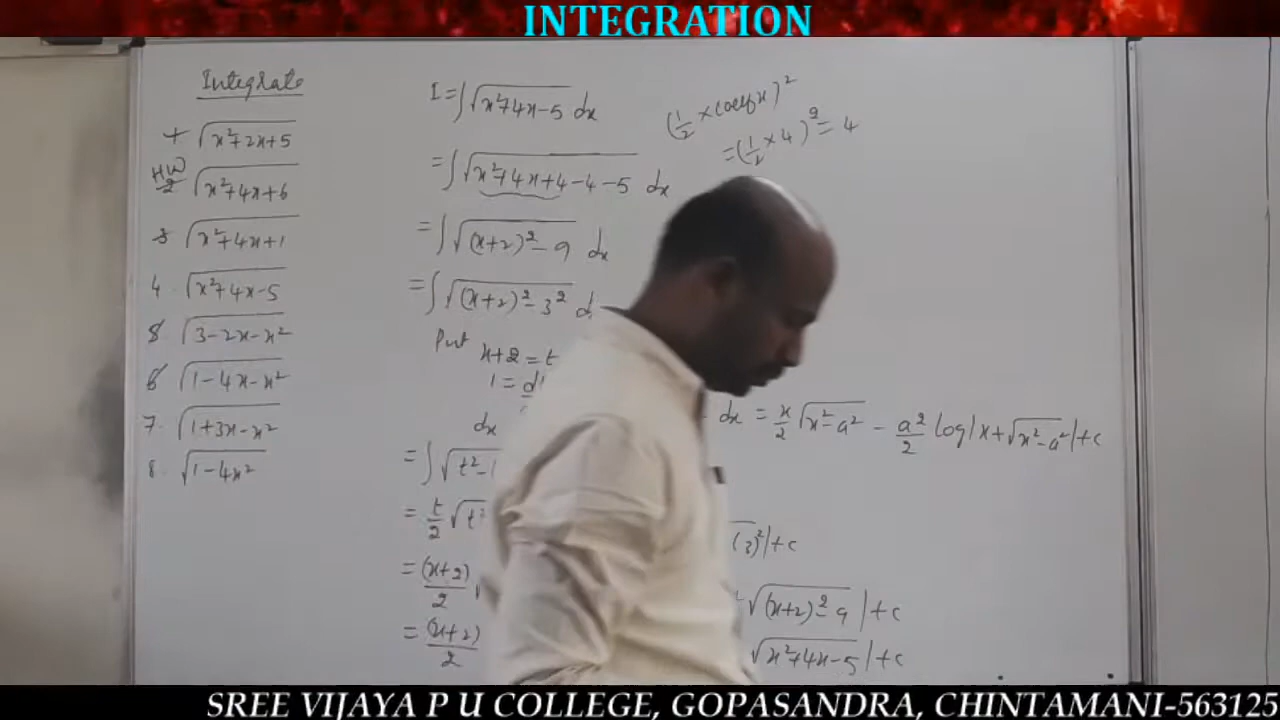 INTEGRATION
Integrate
1 √(x²+2x+5)
HW
2 √(x²+4x+6)
3 √(x²+4x+1)
4. √(x²+4x-5)
5 √(3-2x-x²)
6 √(1-4x-x²)
7. √(1+3x-x²)
8. √(1-4x²)
I = ∫√(x²+4x-5) dx
= ∫√(x²+4x+4-4-5) dx
= ∫√((x+2)²-9) dx
= ∫√((x+2)²-3²)
Put x+2 = t
1 =
dx
= ∫√(t²-
= t/2 √(t²
= (x+2)/2 √
= (x+2)/2
(1/2 × coeff x)²
= (1/2 × 4)² = 4
dx = x/2 √(x²-a²) - a²/2 log|x+√(x²-a²)|+c
(3)²|+c
√((x+2)²-9)|+c
√(x²+4x-5)|+c
SREE VIJAYA P U COLLEGE, GOPASANDRA, CHINTAMANI-563125